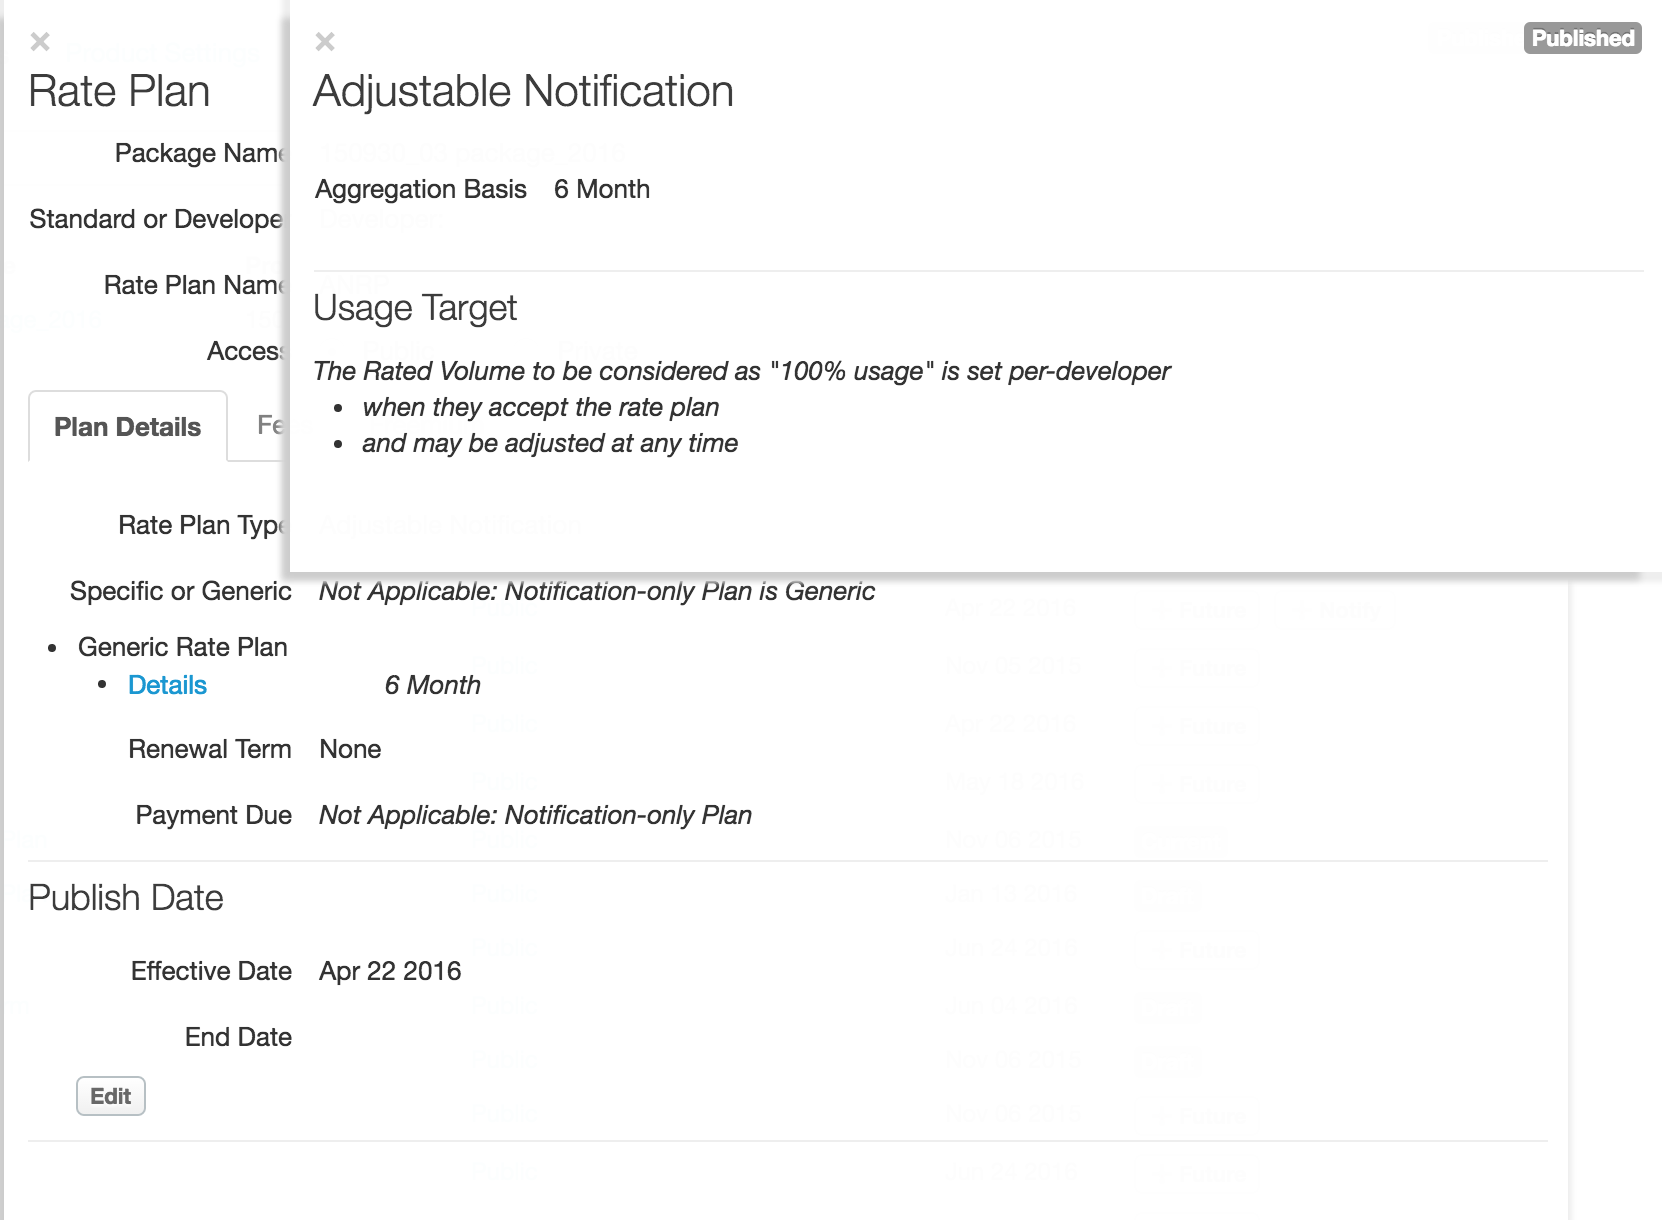 × Rate Plan
Package Name
Standard or Develope
Rate Plan Name
Access
Plan Details
Fe
Rate Plan Type
× Published
Adjustable Notification
Aggregation Basis 6 Month
Usage Target
The Rated Volume to be considered as "100% usage" is set per-developer
• when they accept the rate plan
• and may be adjusted at any time
Specific or Generic Not Applicable: Notification-only Plan is Generic
• Generic Rate Plan
• Details 6 Month
Renewal Term None
Payment Due Not Applicable: Notification-only Plan
Publish Date
Effective Date Apr 22 2016
End Date
Edit